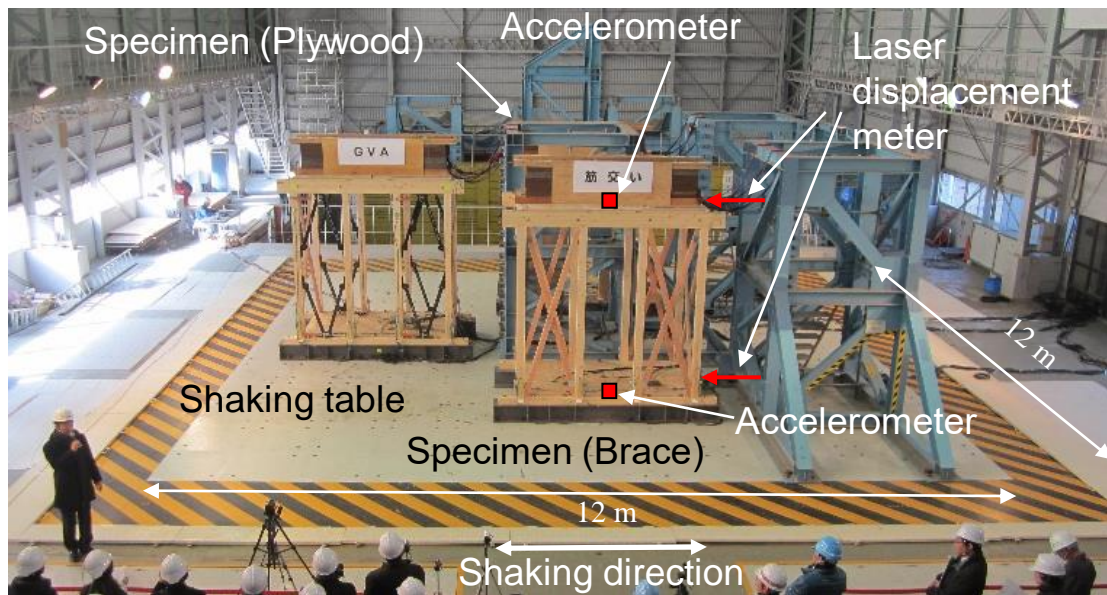 Specimen (Plywood)
Accelerometer
Laser
displacement
meter
GVA
筋交い
12 m
Shaking table
Accelerometer
Specimen (Brace)
12 m
Shaking direction